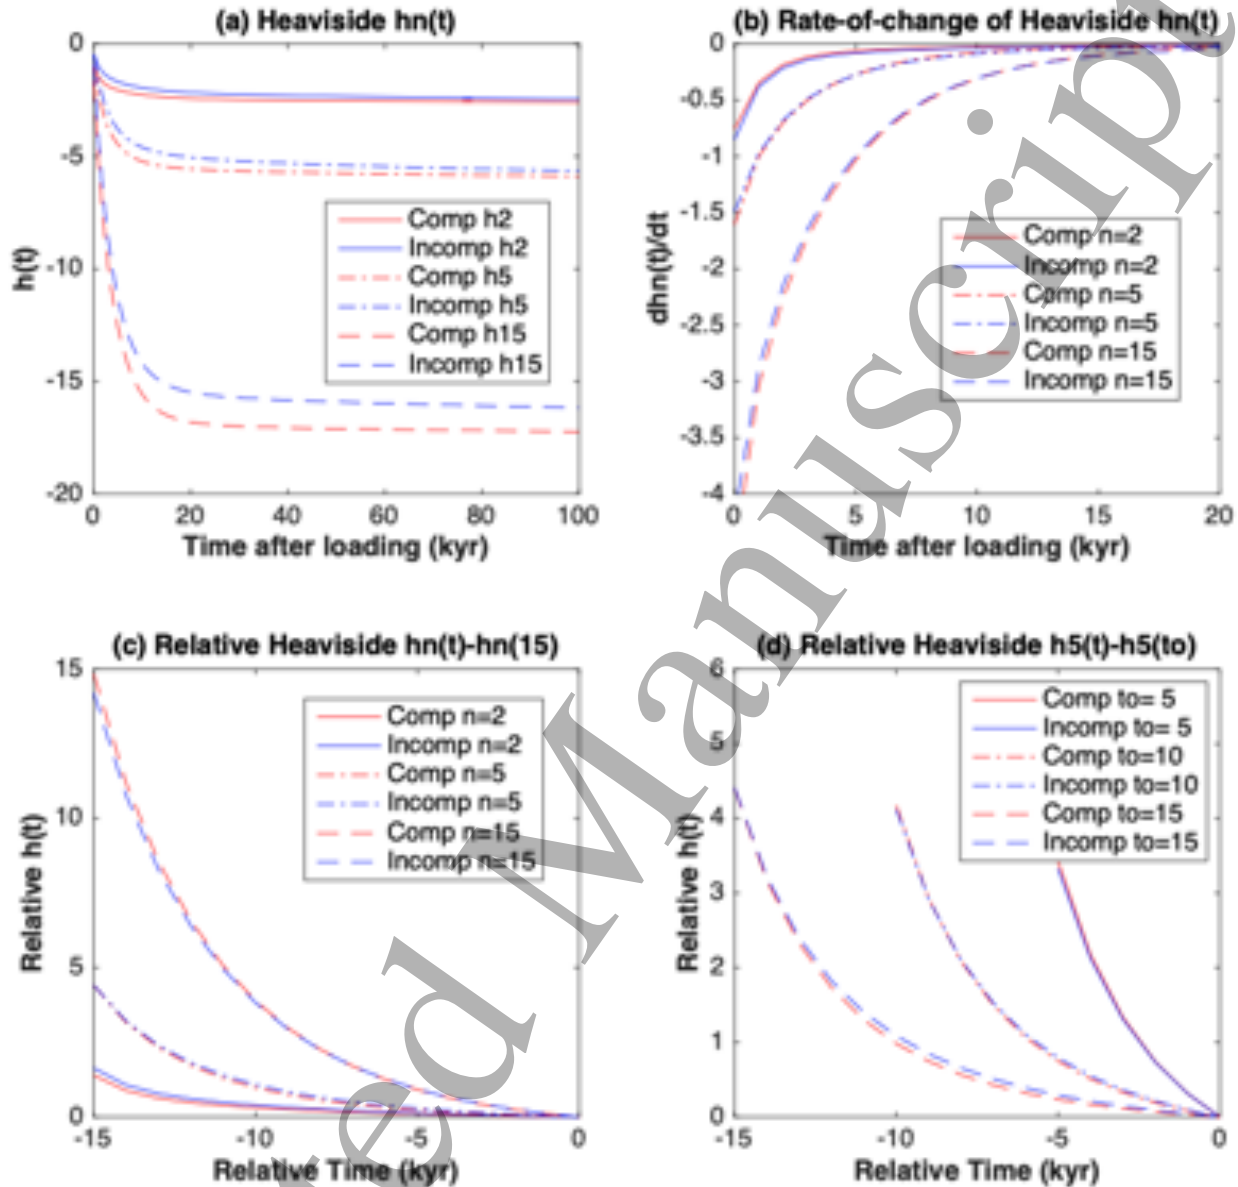 (a) Heaviside hn(t)
0
-5
-10
-15
-20
h(t)
Comp h2
Incomp h2
Comp h5
Incomp h5
Comp h15
Incomp h15
0 20 40 60 80 100
Time after loading (kyr)
(b) Rate-of-change of Heaviside hn(t)
0
-0.5
-1
-1.5
-2
-2.5
-3
-3.5
-4
dhn(t)/dt
Comp n=2
Incomp n=2
Comp n=5
Incomp n=5
Comp n=15
Incomp n=15
0 5 10 15 20
Time after loading (kyr)
(c) Relative Heaviside hn(t)-hn(15)
15
10
5
0
Relative h(t)
Comp n=2
Incomp n=2
Comp n=5
Incomp n=5
Comp n=15
Incomp n=15
-15 -10 -5 0
Relative Time (kyr)
(d) Relative Heaviside h5(t)-h5(to)
6
5
4
3
2
1
0
Relative h(t)
Comp to= 5
Incomp to= 5
Comp to=10
Incomp to=10
Comp to=15
Incomp to=15
-15 -10 -5 0
Relative Time (kyr)
ted Manuscript